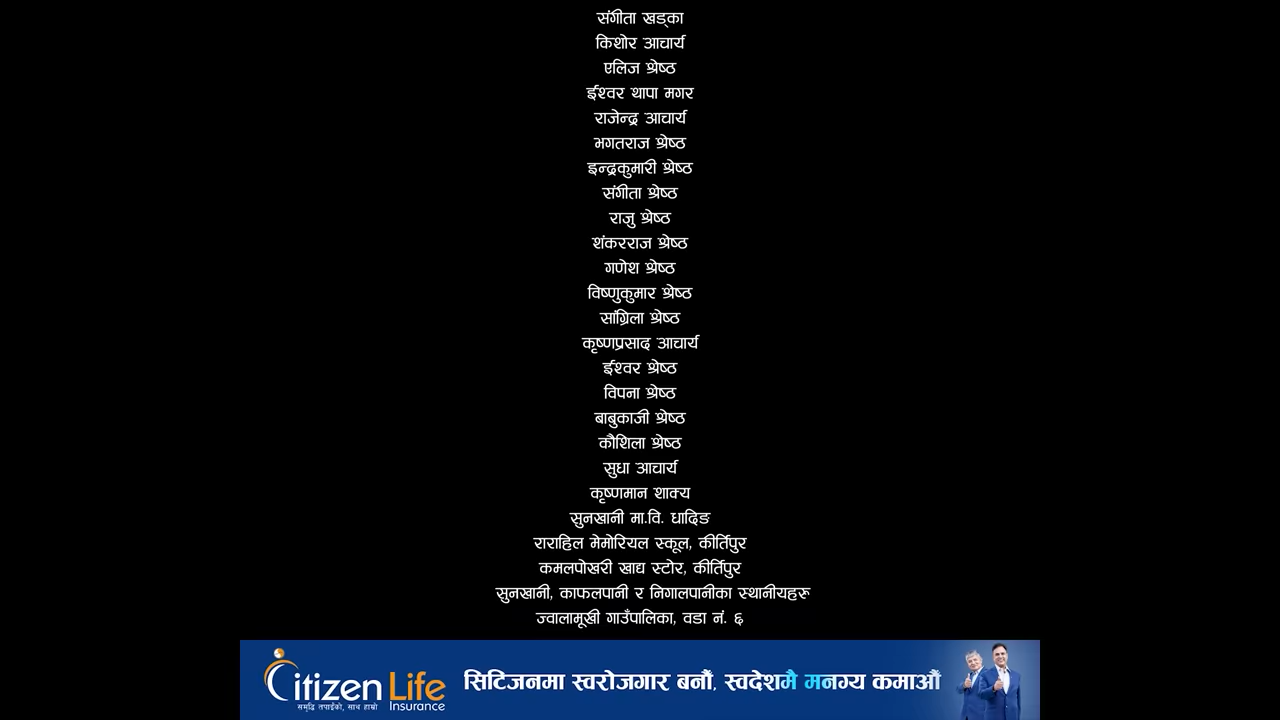 संगीता खड्का
किशोर आचार्य
एलिज श्रेष्ठ
ईश्वर थापा मगर
राजेन्द्र आचार्य
भगतराज श्रेष्ठ
इन्द्रकुमारी श्रेष्ठ
संगीता श्रेष्ठ
राजु श्रेष्ठ
शंकरराज श्रेष्ठ
गणेश श्रेष्ठ
विष्णुकुमार श्रेष्ठ
सांग्रिला श्रेष्ठ
कृष्णप्रसाद आचार्य
ईश्वर श्रेष्ठ
विपना श्रेष्ठ
बाबुकाजी श्रेष्ठ
कौशिला श्रेष्ठ
सुधा आचार्य
कृष्णमान शाक्य
सुनखानी मा.वि. धादिङ
राराहिल मेमोरियल स्कूल, कीर्तिपुर
कमलपोखरी खाद्य स्टोर, कीर्तिपुर
सुनखानी, काफलपानी र निगालपानीका स्थानीयहरू
ज्वालामूखी गाउँपालिका, वडा नं. ६
Citizen Life
Insurance
समृद्धि तपाईंको, साथ हाम्रो
सिटिजनमा स्वरोजगार बनौं, स्वदेशमै मनग्य कमाऔं